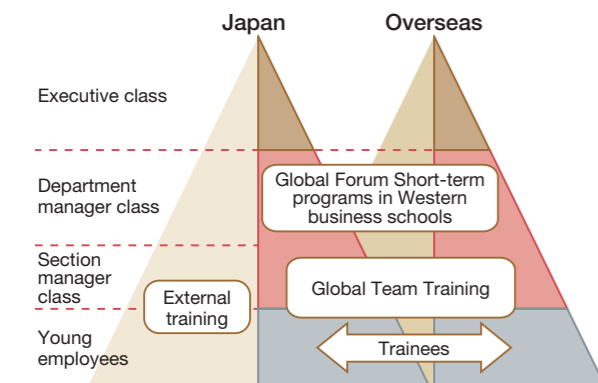 Japan
Overseas
Executive class
Department
manager class
Global Forum Short-term
programs in Western
business schools
Section
manager
class
External
training
Global Team Training
Young
employees
Trainees